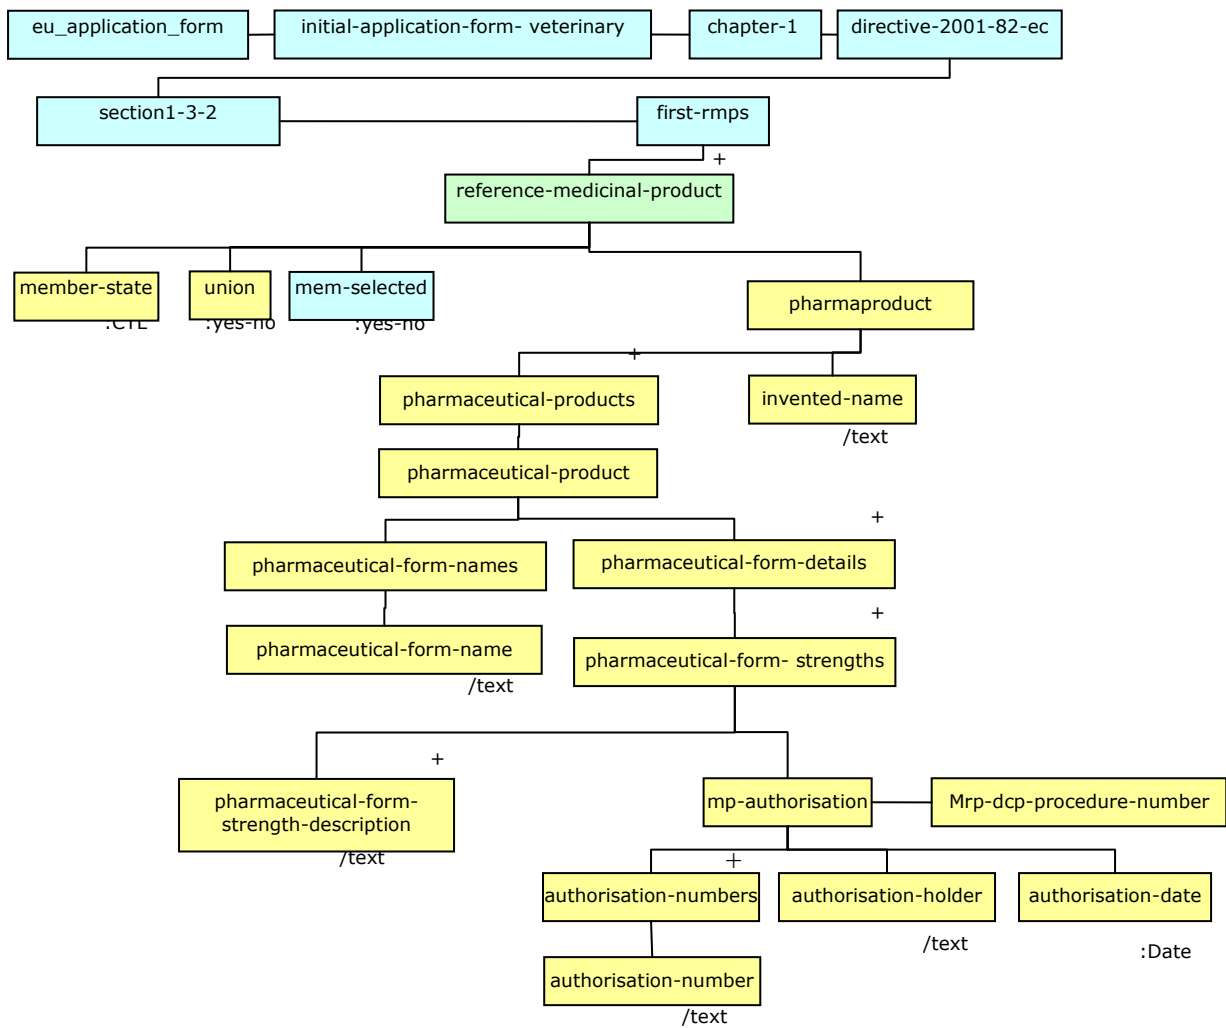 eu_application_form
initial-application-form- veterinary
chapter-1
directive-2001-82-ec
section1-3-2
first-rmps
+
reference-medicinal-product
member-state
:CTL
union
:yes-no
mem-selected
:yes-no
pharmaproduct
+
pharmaceutical-products
invented-name
/text
pharmaceutical-product
+
pharmaceutical-form-names
pharmaceutical-form-details
+
pharmaceutical-form-name
/text
pharmaceutical-form- strengths
+
pharmaceutical-form-
strength-description
/text
mp-authorisation
Mrp-dcp-procedure-number
+
authorisation-numbers
authorisation-holder
/text
authorisation-date
:Date
authorisation-number
/text